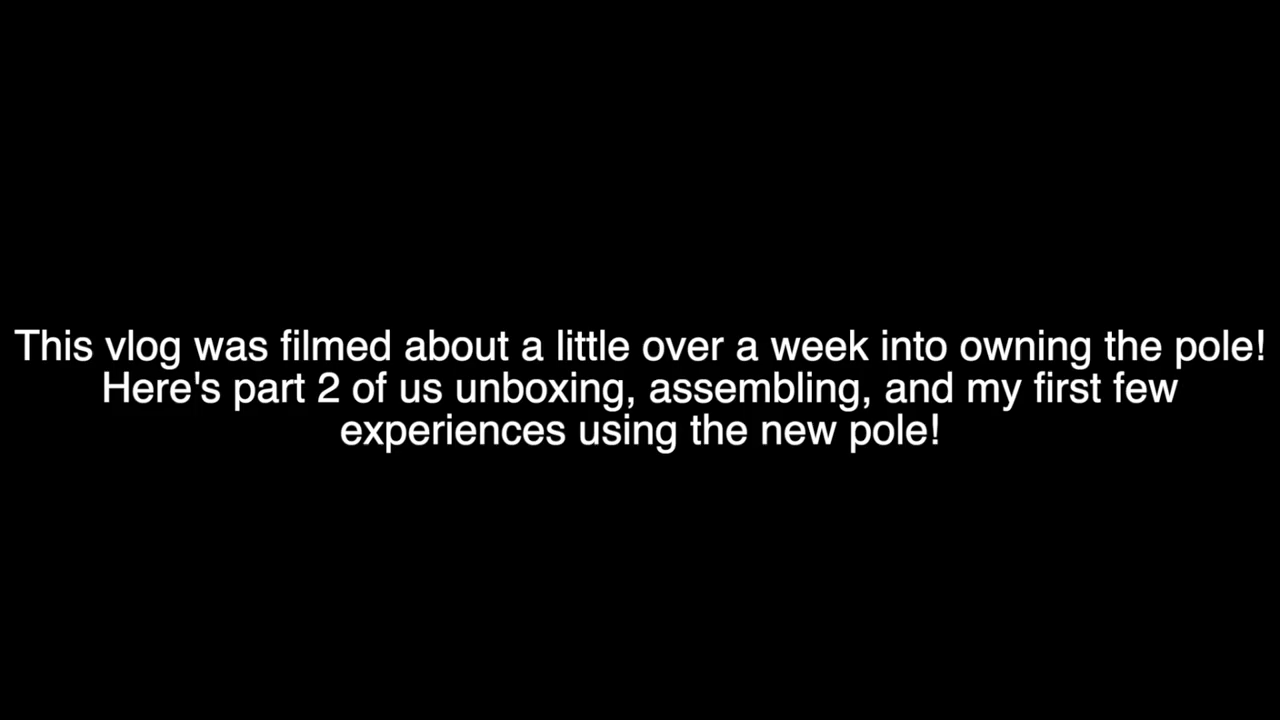 This vlog was filmed about a little over a week into owning the pole!
Here's part 2 of us unboxing, assembling, and my first few
experiences using the new pole!